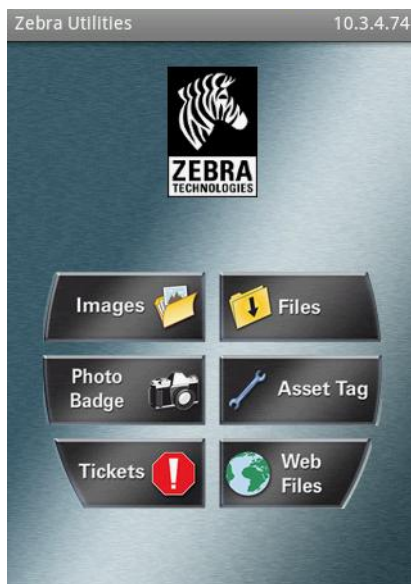 Zebra Utilities 10.3.4.74
ZEBRA
TECHNOLOGIES
Images
Files
Photo
Badge
Asset Tag
Tickets
Web
Files